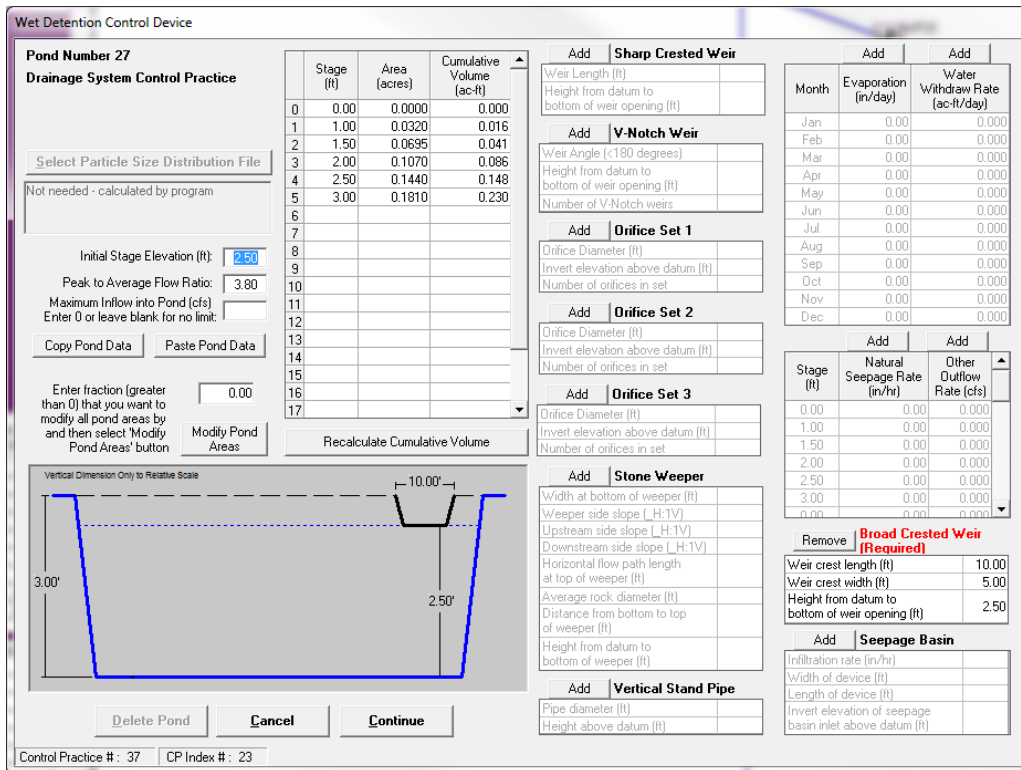 Wet Detention Control Device
Pond Number 27
Drainage System Control Practice
Select Particle Size Distribution File
Not needed - calculated by program
Initial Stage Elevation (ft): 2.50
Peak to Average Flow Ratio: 3.80
Maximum Inflow into Pond (cfs)
Enter 0 or leave blank for no limit:
Copy Pond Data Paste Pond Data
Enter fraction (greater
than 0) that you want to
modify all pond areas by
and then select 'Modify
Pond Areas' button
0.00
Modify Pond
Areas
Stage
(ft)
Area
(acres)
Cumulative
Volume
(ac-ft)
0 0.00 0.0000 0.000
1 1.00 0.0320 0.016
2 1.50 0.0695 0.041
3 2.00 0.1070 0.086
4 2.50 0.1440 0.148
5 3.00 0.1810 0.230
6
7
8
9
10
11
12
13
14
15
16
17
Recalculate Cumulative Volume
Vertical Dimension Only to Relative Scale
10.00'
3.00'
2.50'
Delete Pond Cancel Continue
Control Practice # : 37 CP Index # : 23
Add Sharp Crested Weir
Weir Length (ft)
Height from datum to
bottom of weir opening (ft)
Add V-Notch Weir
Weir Angle (<180 degrees)
Height from datum to
bottom of weir opening (ft)
Number of V-Notch weirs
Add Orifice Set 1
Orifice Diameter (ft)
Invert elevation above datum (ft)
Number of orifices in set
Add Orifice Set 2
Orifice Diameter (ft)
Invert elevation above datum (ft)
Number of orifices in set
Add Orifice Set 3
Orifice Diameter (ft)
Invert elevation above datum (ft)
Number of orifices in set
Add Stone Weeper
Width at bottom of weeper (ft)
Weeper side slope (_H:1V)
Upstream side slope (_H:1V)
Downstream side slope (_H:1V)
Horizontal flow path length
at top of weeper (ft)
Average rock diameter (ft)
Distance from bottom to top
of weeper (ft)
Height from datum to
bottom of weeper (ft)
Add Vertical Stand Pipe
Pipe diameter (ft)
Height above datum (ft)
Add Add
Month
Evaporation
(in/day)
Water
Withdraw Rate
(ac-ft/day)
Jan 0.00 0.000
Feb 0.00 0.000
Mar 0.00 0.000
Apr 0.00 0.000
May 0.00 0.000
Jun 0.00 0.000
Jul 0.00 0.000
Aug 0.00 0.000
Sep 0.00 0.000
Oct 0.00 0.000
Nov 0.00 0.000
Dec 0.00 0.000
Add Add
Stage
(ft)
Natural
Seepage Rate
(in/hr)
Other
Outflow
Rate (cfs)
0.00 0.00 0.000
1.00 0.00 0.000
1.50 0.00 0.000
2.00 0.00 0.000
2.50 0.00 0.000
3.00 0.00 0.000
0.00 0.00 0.000
Remove Broad Crested Weir
(Required)
Weir crest length (ft) 10.00
Weir crest width (ft) 5.00
Height from datum to
bottom of weir opening (ft) 2.50
Add Seepage Basin
Infiltration rate (in/hr)
Width of device (ft)
Length of device (ft)
Invert elevation of seepage
basin inlet above datum (ft)